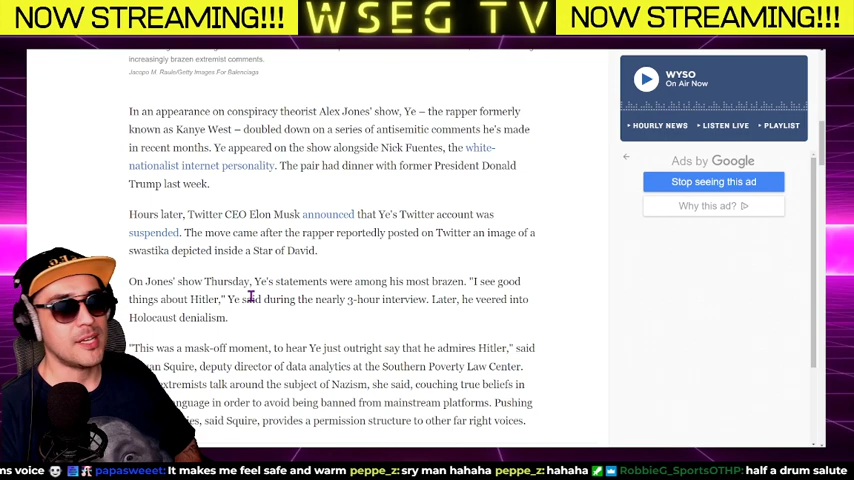 NOW STREAMING!!! WSEG TV NOW STREAMING!!!
increasingly brazen extremist comments.
Jacopo M. Raule/Getty Images For Balenciaga
In an appearance on conspiracy theorist Alex Jones' show, Ye – the rapper formerly
known as Kanye West – doubled down on a series of antisemitic comments he's made
in recent months. Ye appeared on the show alongside Nick Fuentes, the white-
nationalist internet personality. The pair had dinner with former President Donald
Trump last week.
Hours later, Twitter CEO Elon Musk announced that Ye's Twitter account was
suspended. The move came after the rapper reportedly posted on Twitter an image of a
swastika depicted inside a Star of David.
On Jones' show Thursday, Ye's statements were among his most brazen. "I see good
things about Hitler," Ye said during the nearly 3-hour interview. Later, he veered into
Holocaust denialism.
"This was a mask-off moment, to hear Ye just outright say that he admires Hitler," said
an Squire, deputy director of data analytics at the Southern Poverty Law Center.
extremists talk around the subject of Nazism, she said, couching true beliefs in
nguage in order to avoid being banned from mainstream platforms. Pushing
es, said Squire, provides a permission structure to other far right voices.
WYSO
On Air Now
HOURLY NEWS LISTEN LIVE PLAYLIST
Ads by Google
Stop seeing this ad
Why this ad?
ms voice papasweeet: It makes me feel safe and warm peppe_z: sry man hahaha peppe_z: hahaha RobbieG_SportsOTHP: half a drum salute